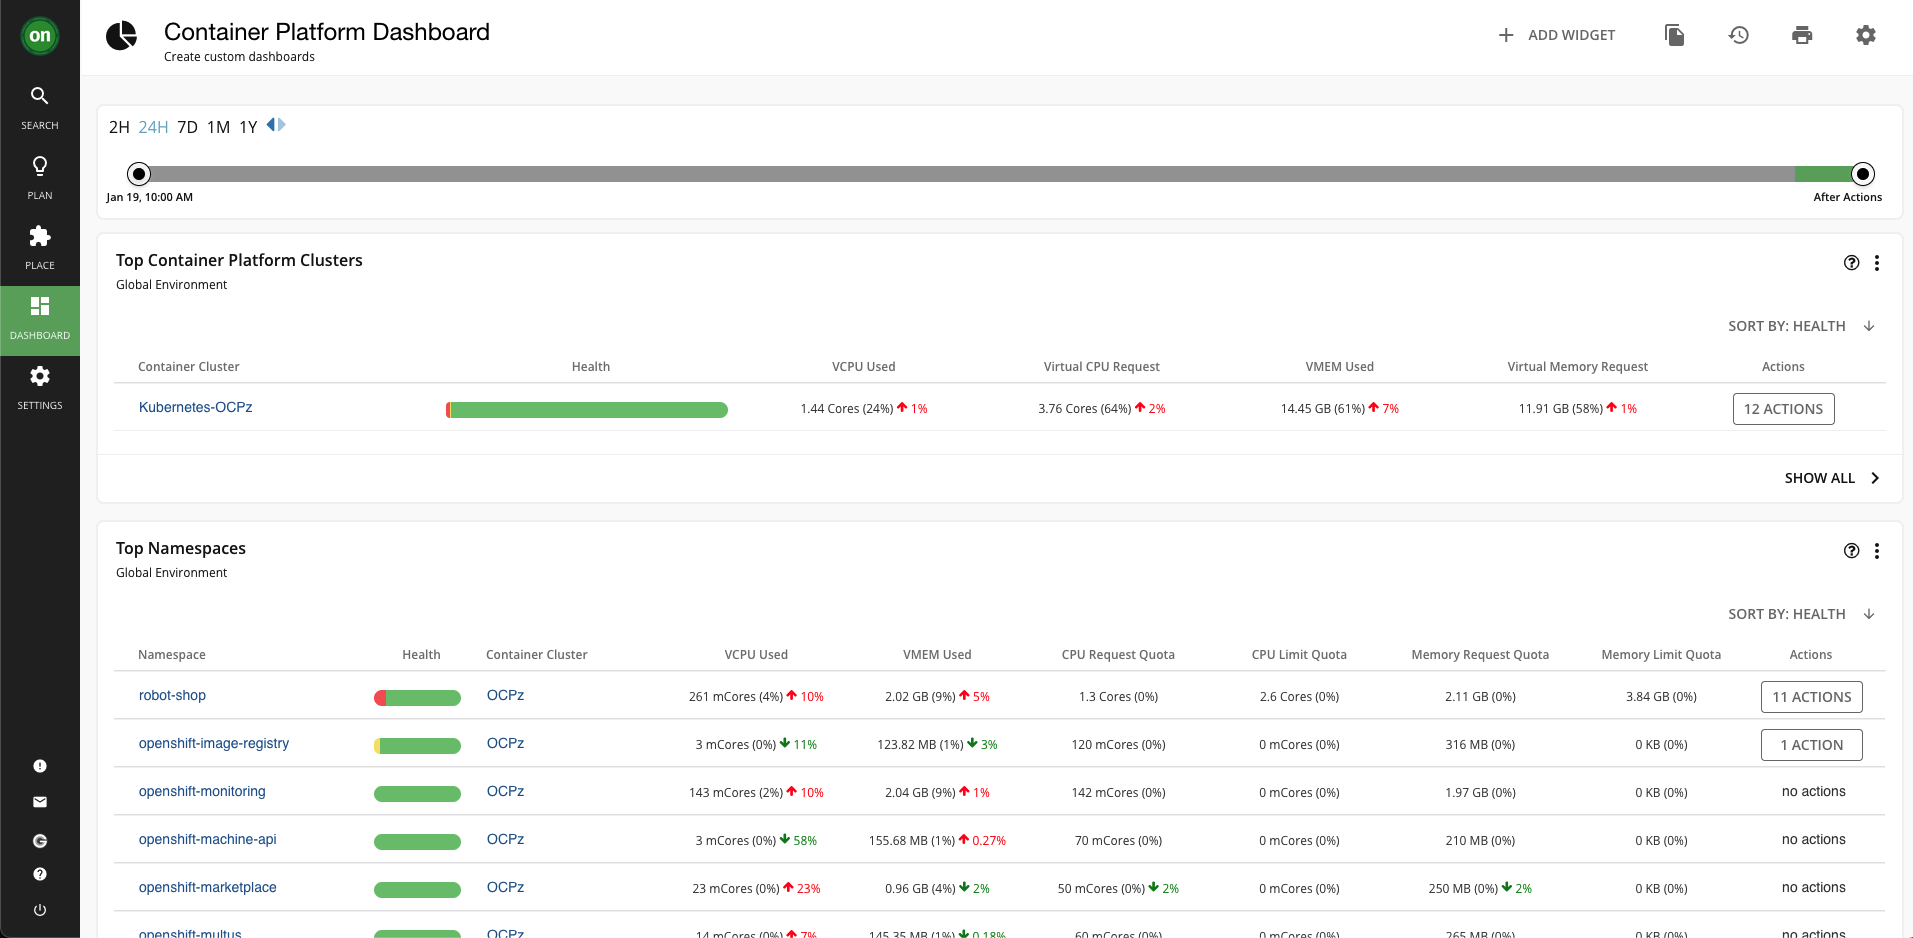 on
SEARCH
PLAN
PLACE
DASHBOARD
SETTINGS
Container Platform Dashboard
Create custom dashboards
ADD WIDGET
2H 24H 7D 1M 1Y
Jan 19, 10:00 AM After Actions
Top Container Platform Clusters
Global Environment
SORT BY: HEALTH
Container Cluster Health VCPU Used Virtual CPU Request VMEM Used Virtual Memory Request Actions
Kubernetes-OCPz 1.44 Cores (24%) 1% 3.76 Cores (64%) 2% 14.45 GB (61%) 7% 11.91 GB (58%) 1% 12 ACTIONS
SHOW ALL
Top Namespaces
Global Environment
SORT BY: HEALTH
Namespace Health Container Cluster VCPU Used VMEM Used CPU Request Quota CPU Limit Quota Memory Request Quota Memory Limit Quota Actions
robot-shop OCPz 261 mCores (4%) 10% 2.02 GB (9%) 5% 1.3 Cores (0%) 2.6 Cores (0%) 2.11 GB (0%) 3.84 GB (0%) 11 ACTIONS
openshift-image-registry OCPz 3 mCores (0%) 11% 123.82 MB (1%) 3% 120 mCores (0%) 0 mCores (0%) 316 MB (0%) 0 KB (0%) 1 ACTION
openshift-monitoring OCPz 143 mCores (2%) 10% 2.04 GB (9%) 1% 142 mCores (0%) 0 mCores (0%) 1.97 GB (0%) 0 KB (0%) no actions
openshift-machine-api OCPz 3 mCores (0%) 58% 155.68 MB (1%) 0.27% 70 mCores (0%) 0 mCores (0%) 210 MB (0%) 0 KB (0%) no actions
openshift-marketplace OCPz 23 mCores (0%) 23% 0.96 GB (4%) 2% 50 mCores (0%) 2% 0 mCores (0%) 250 MB (0%) 2% 0 KB (0%) no actions
openshift-multus OCPz 14 mCores (0%) 7% 145.35 MB (1%) 0.18% 60 mCores (0%) 0 mCores (0%) 265 MB (0%) 0 KB (0%) no actions